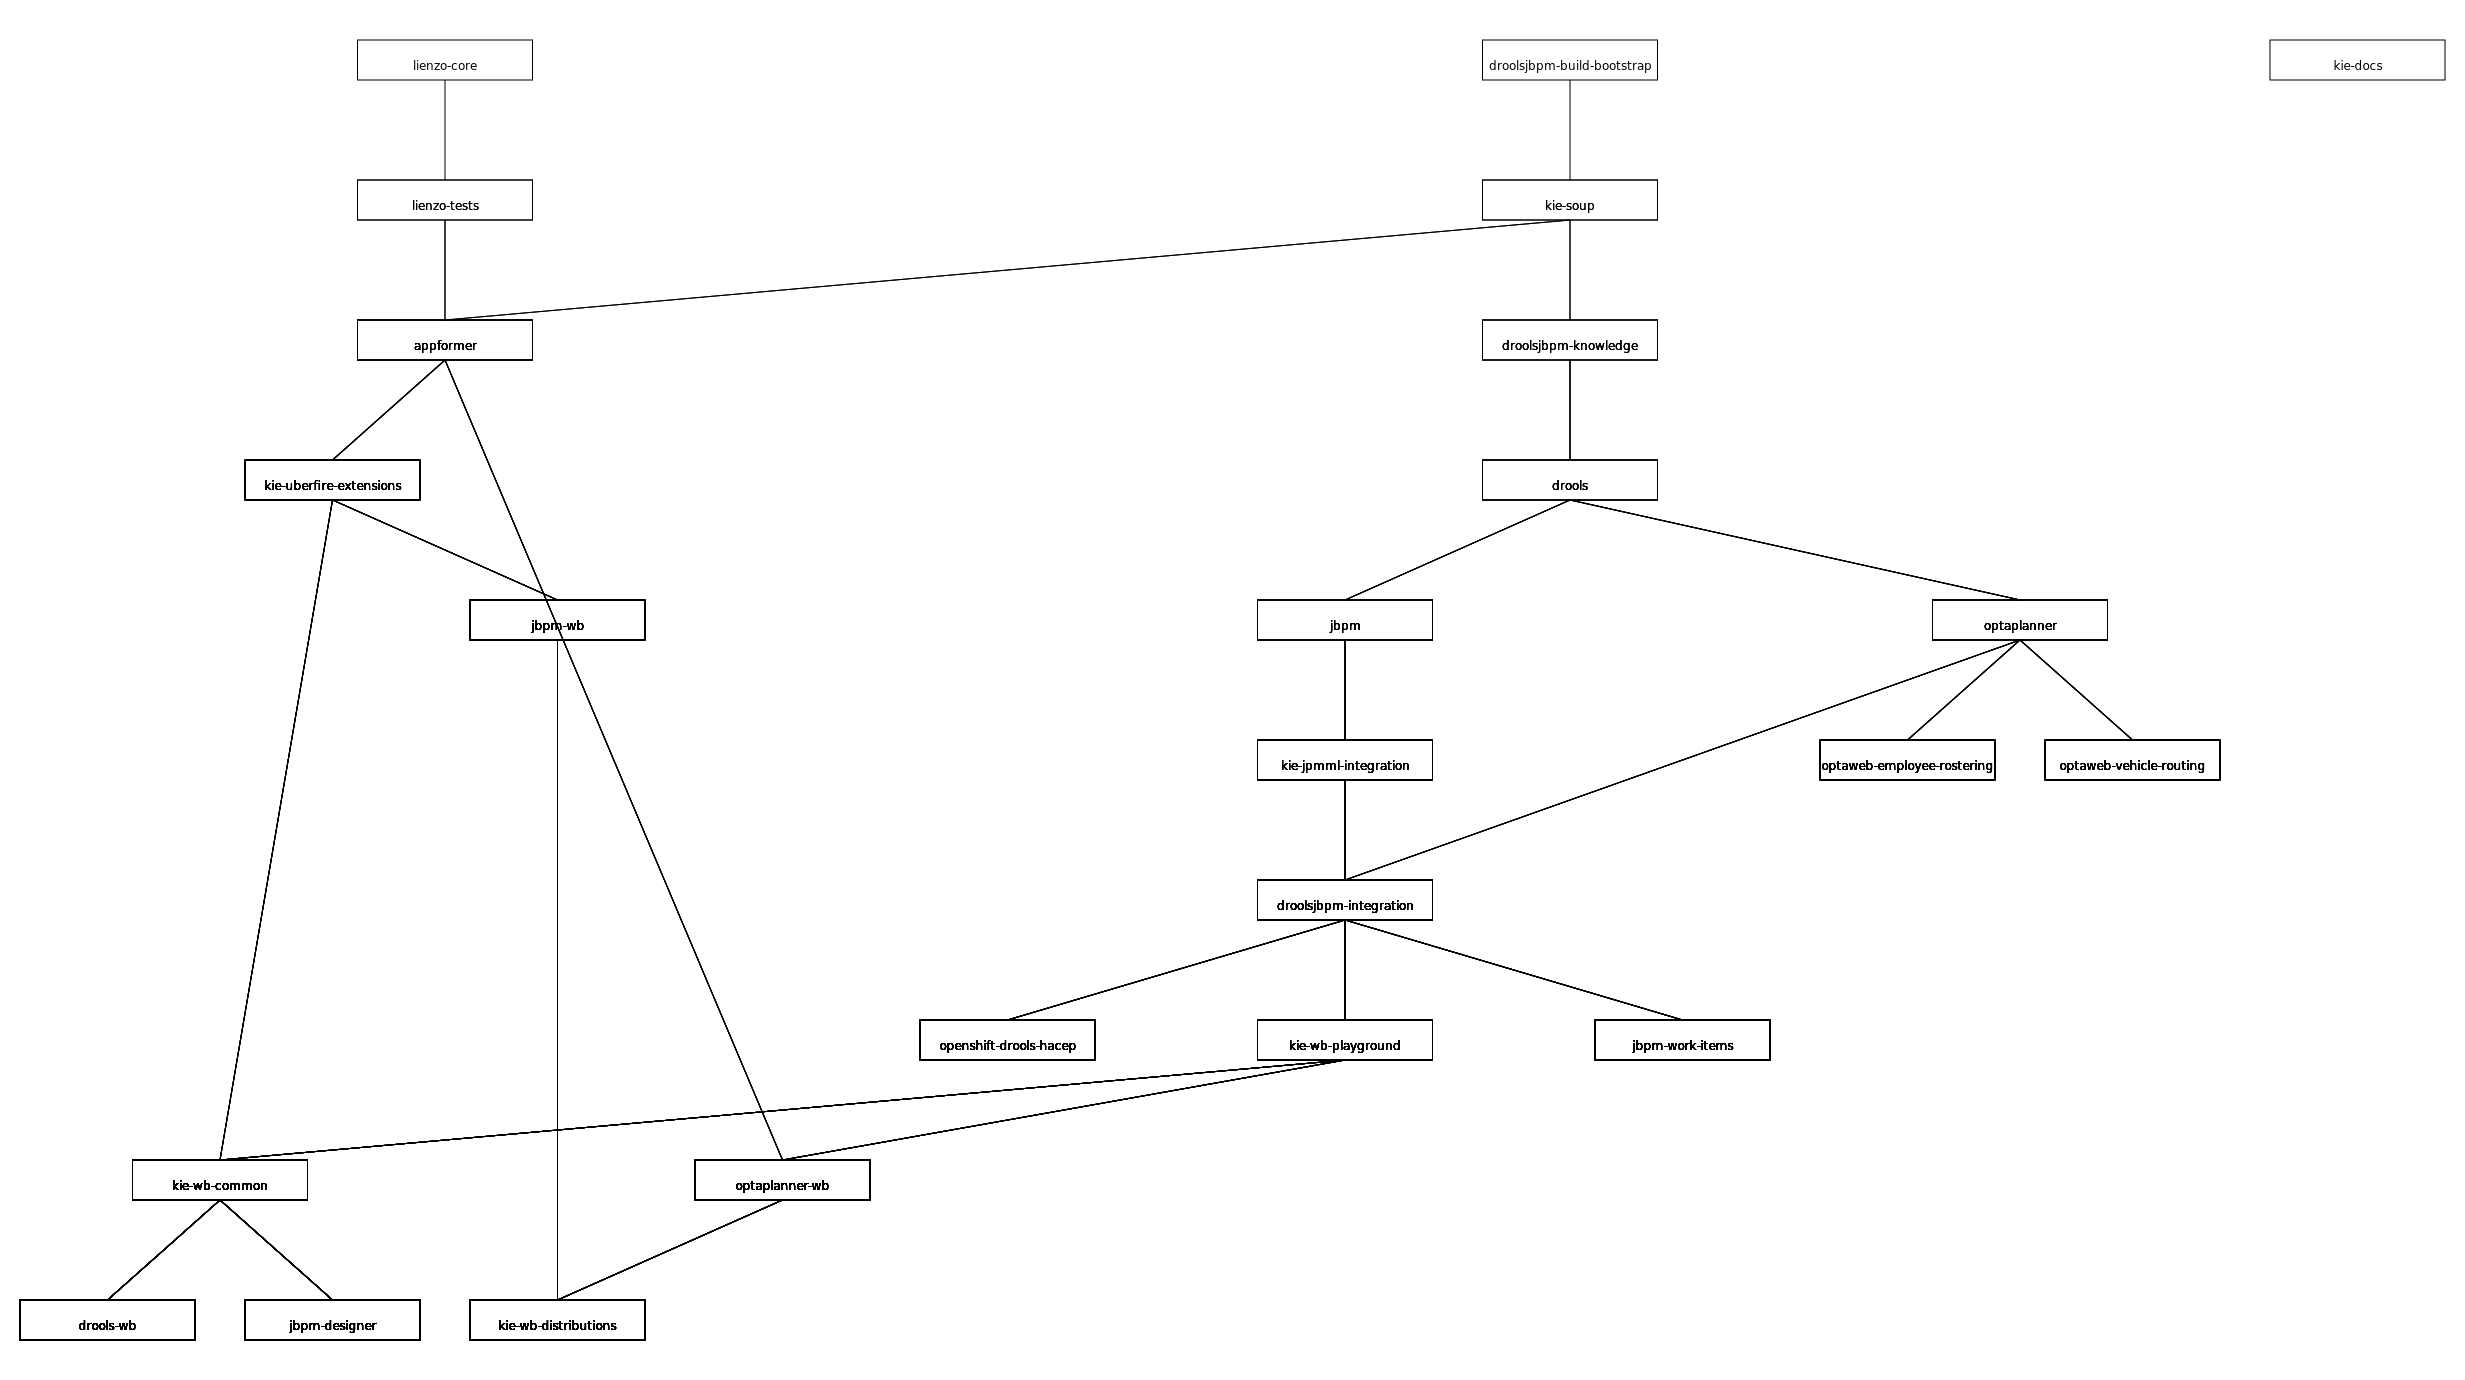 lienzo-core
droolsjbpm-build-bootstrap
kie-docs
lienzo-tests
kie-soup
appformer
droolsjbpm-knowledge
kie-uberfire-extensions
drools
jbpm-wb
jbpm
optaplanner
kie-jpmml-integration
optaweb-employee-rostering
optaweb-vehicle-routing
droolsjbpm-integration
openshift-drools-hacep
kie-wb-playground
jbpm-work-items
kie-wb-common
optaplanner-wb
drools-wb
jbpm-designer
kie-wb-distributions